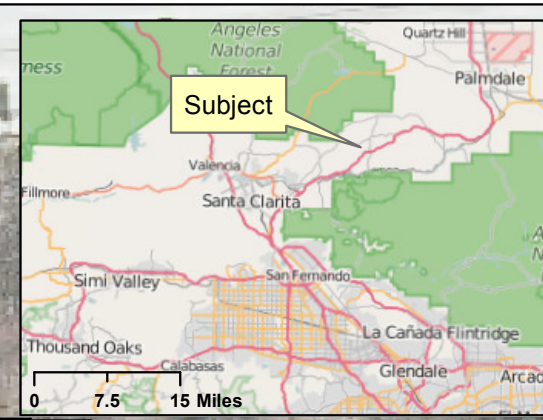 Angeles
National
Forest
Quartz Hill
ness
Palmdale
Subject
Valencia
Fillmore
Santa Clarita
Simi Valley
San Fernando
La Cañada Flintridge
Thousand Oaks
Calabasas
Glendale
Arcad
0 7.5 15 Miles